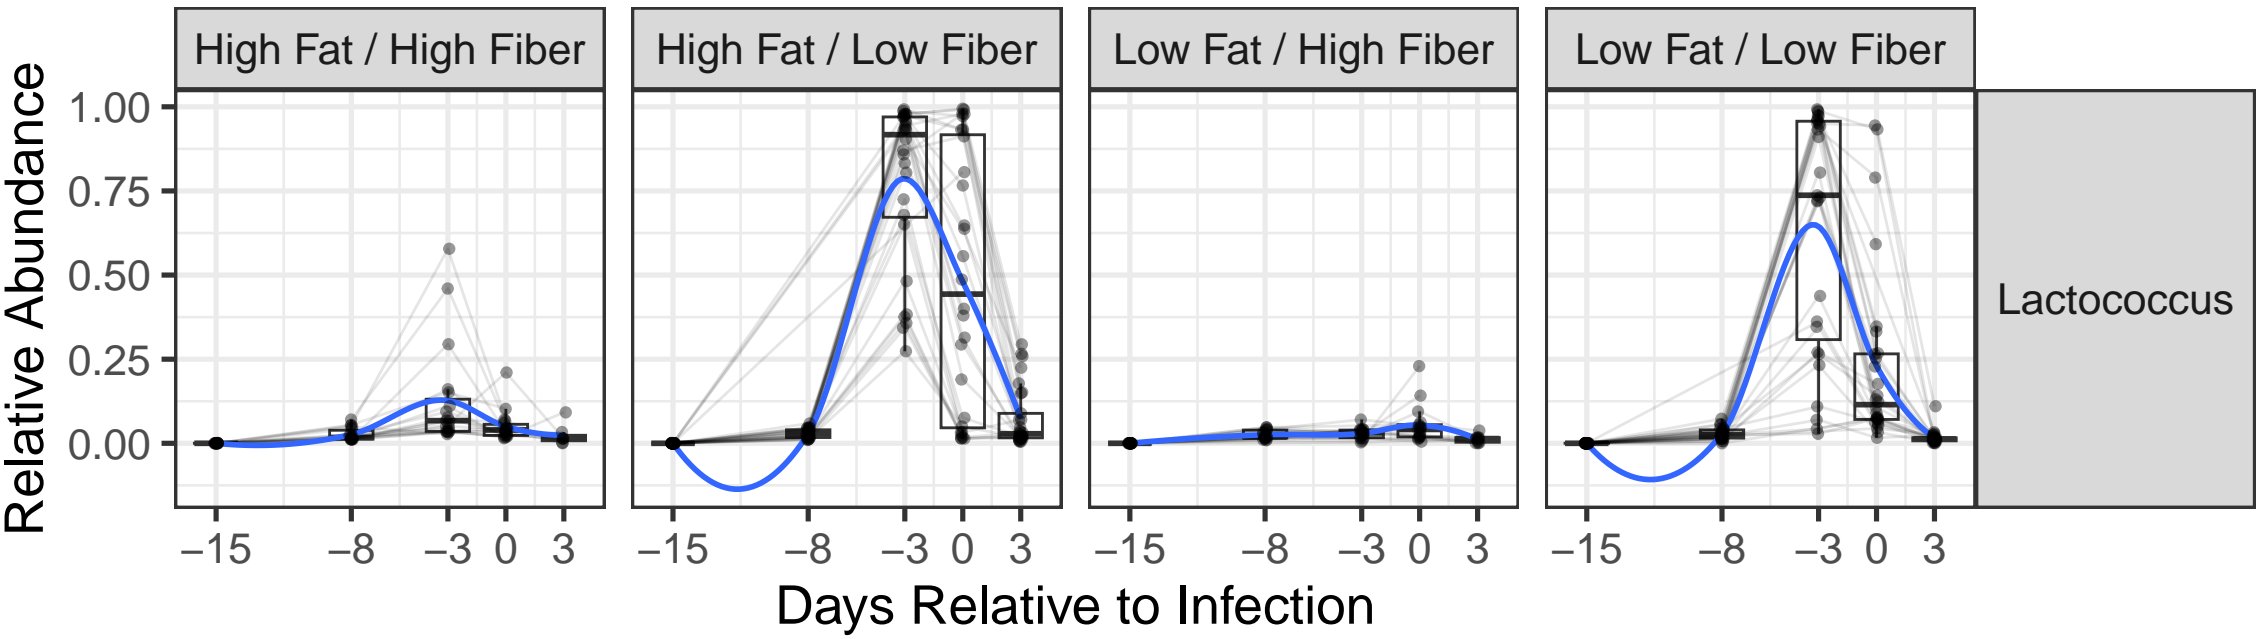 High Fat / High Fiber
High Fat / Low Fiber
Low Fat / High Fiber
Low Fat / Low Fiber
Relative Abundance
1.00
0.75
0.50
0.25
0.00
Lactococcus
−15 −8 −3 0 3
−15 −8 −3 0 3
−15 −8 −3 0 3
−15 −8 −3 0 3
Days Relative to Infection